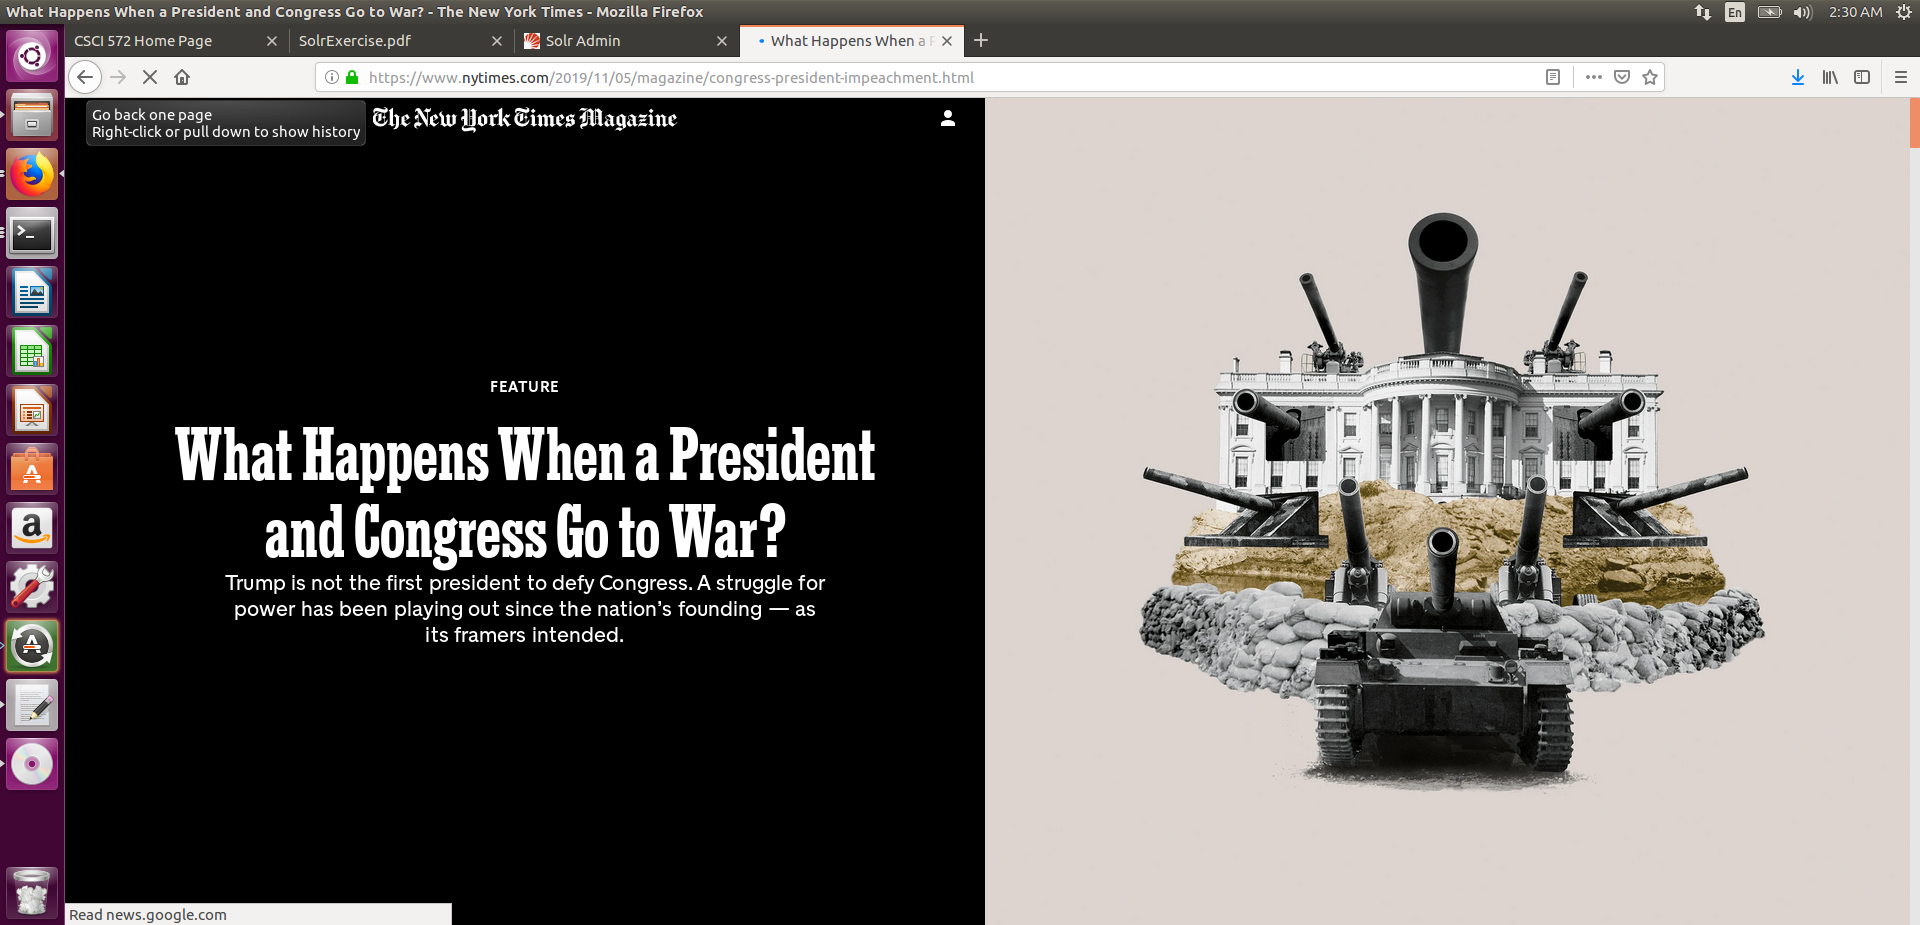 What Happens When a President and Congress Go to War? - The New York Times - Mozilla Firefox
En
2:30 AM
CSCI 572 Home Page
SolrExercise.pdf
Solr Admin
What Happens When a P
https://www.nytimes.com/2019/11/05/magazine/congress-president-impeachment.html
Go back one page
Right-click or pull down to show history
The New York Times Magazine
FEATURE
What Happens When a President
and Congress Go to War?
Trump is not the first president to defy Congress. A struggle for
power has been playing out since the nation’s founding — as
its framers intended.
Read news.google.com